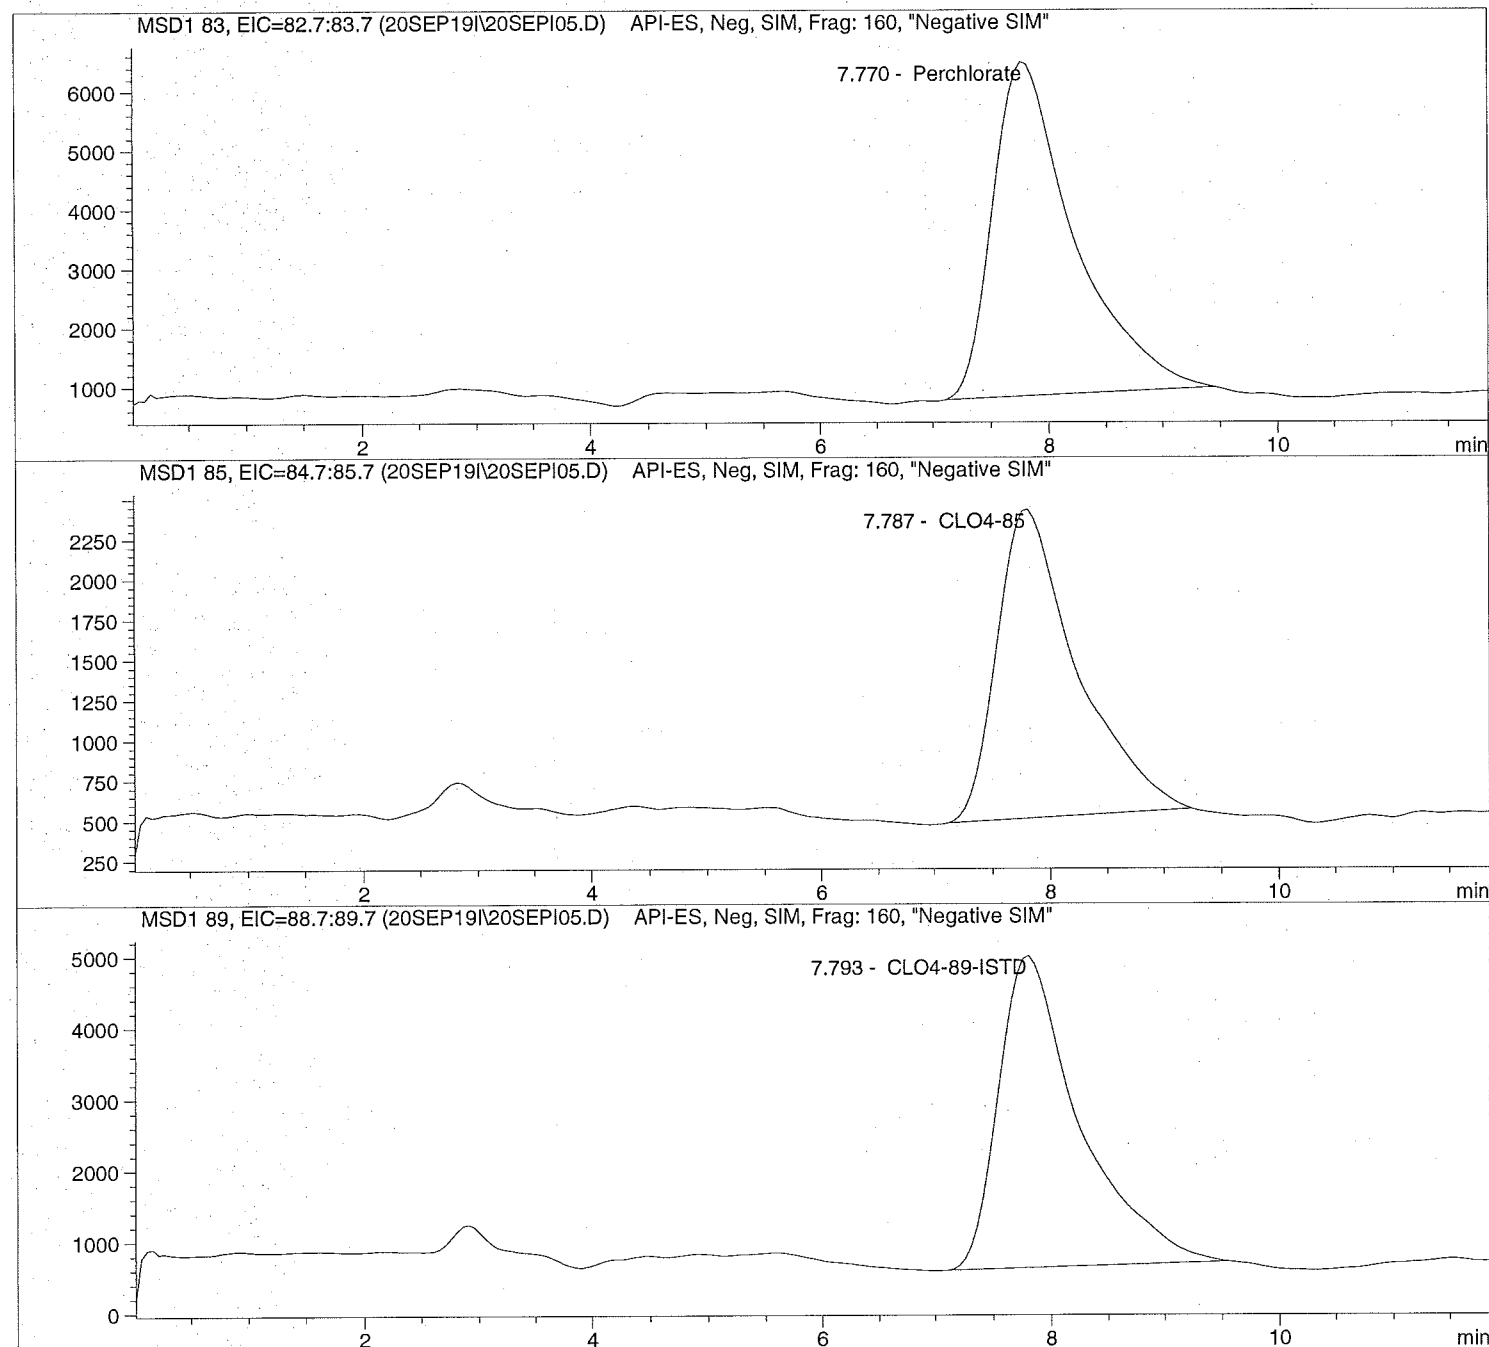 MSD1 83, EIC=82.7:83.7 (20SEP19I\20SEPI05.D) API-ES, Neg, SIM, Frag: 160, "Negative SIM"
7.770 - Perchlorate
6000
5000
4000
3000
2000
1000
2 4 6 8 10 min
MSD1 85, EIC=84.7:85.7 (20SEP19I\20SEPI05.D) API-ES, Neg, SIM, Frag: 160, "Negative SIM"
7.787 - CLO4-85
2250
2000
1750
1500
1250
1000
750
500
250
2 4 6 8 10 min
MSD1 89, EIC=88.7:89.7 (20SEP19I\20SEPI05.D) API-ES, Neg, SIM, Frag: 160, "Negative SIM"
7.793 - CLO4-89-ISTD
5000
4000
3000
2000
1000
0
2 4 6 8 10 min